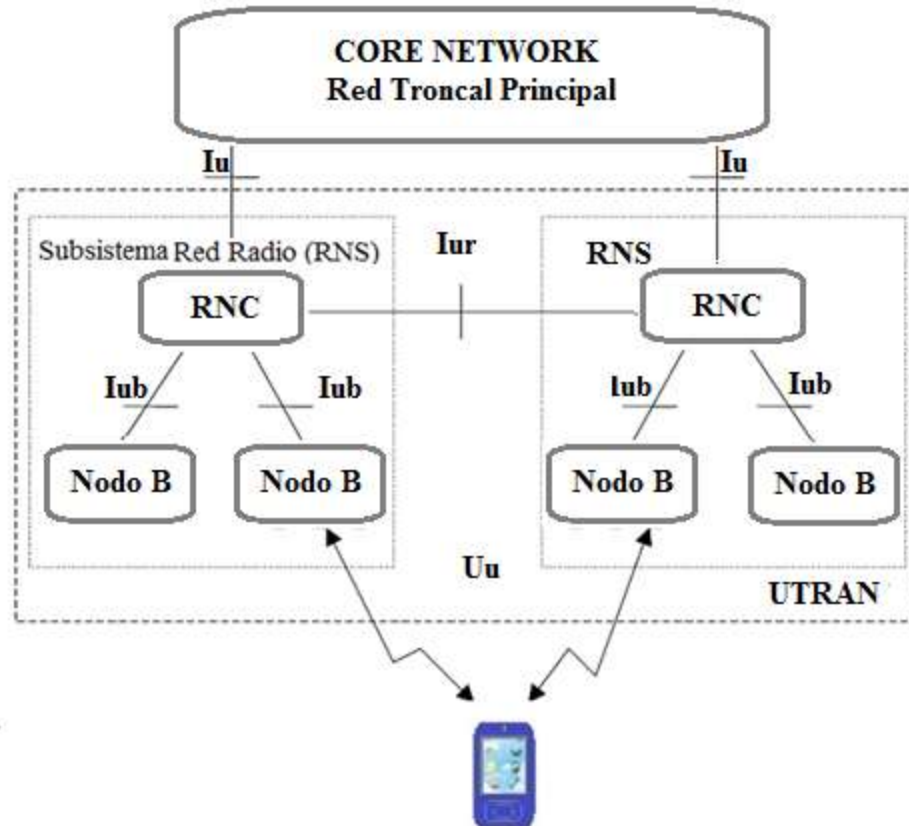 CORE NETWORK
Red Troncal Principal
Iu
Iu
Subsistema Red Radio (RNS)
Iur
RNS
RNC
RNC
Iub
Iub
Iub
Iub
Nodo B
Nodo B
Nodo B
Nodo B
Uu
UTRAN